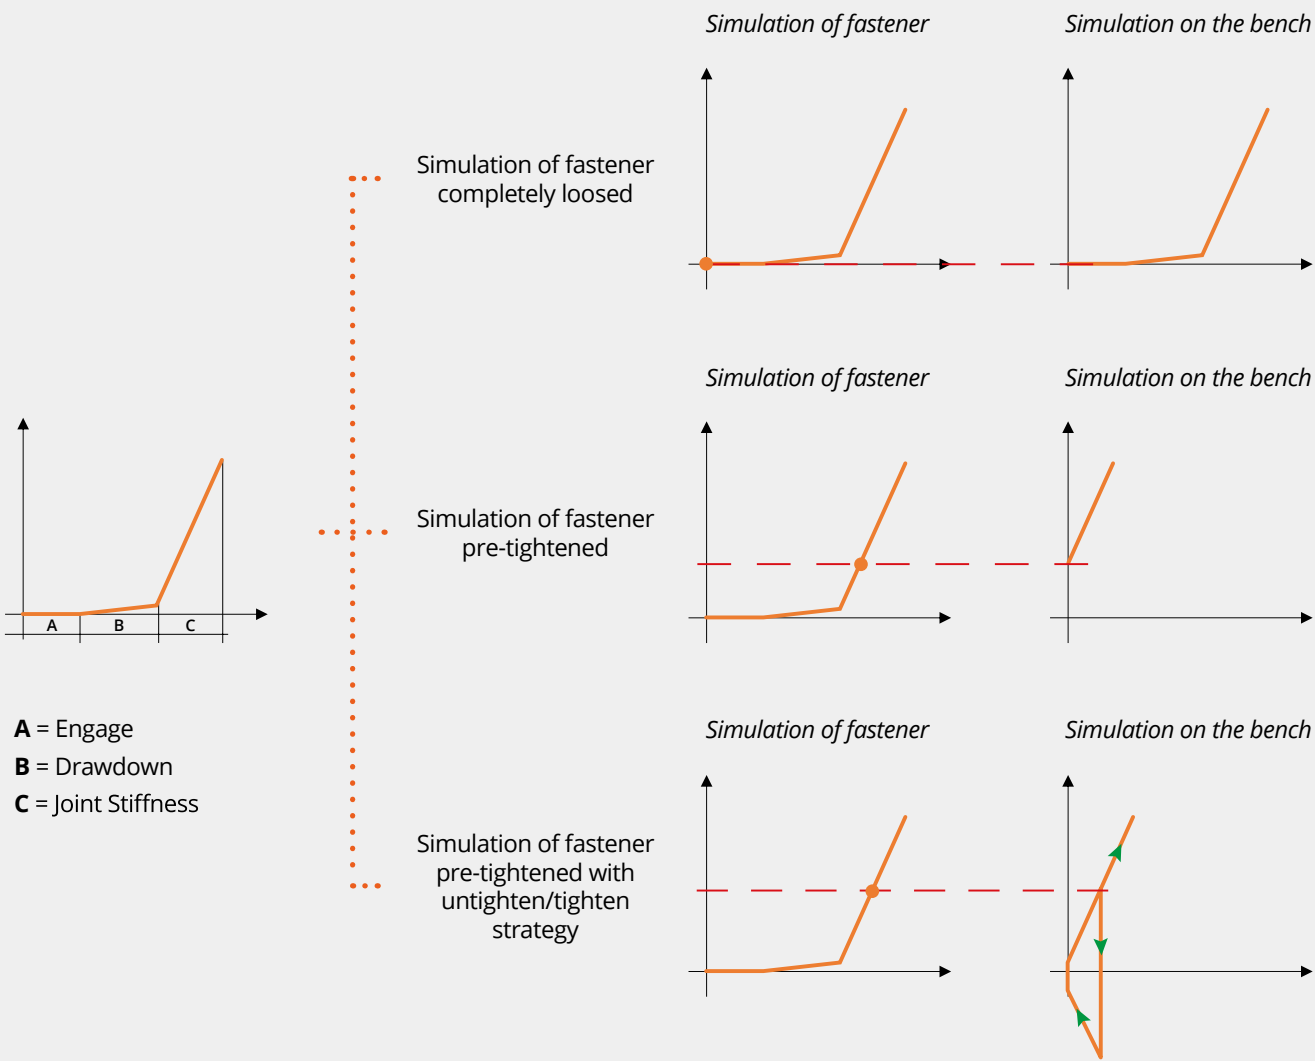 Simulation of fastener
Simulation on the bench
Simulation of fastener
completely loosed
Simulation of fastener
Simulation on the bench
Simulation of fastener
pre-tightened
A
B
C
A = Engage
B = Drawdown
C = Joint Stiffness
Simulation of fastener
Simulation on the bench
Simulation of fastener
pre-tightened with
untighten/tighten
strategy